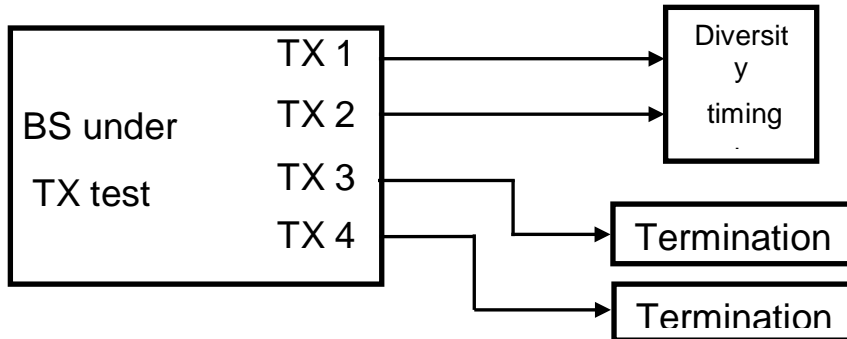 TX 1
TX 2
TX 3
TX 4
BS under
TX test
Diversit
y
timing
Termination
Termination